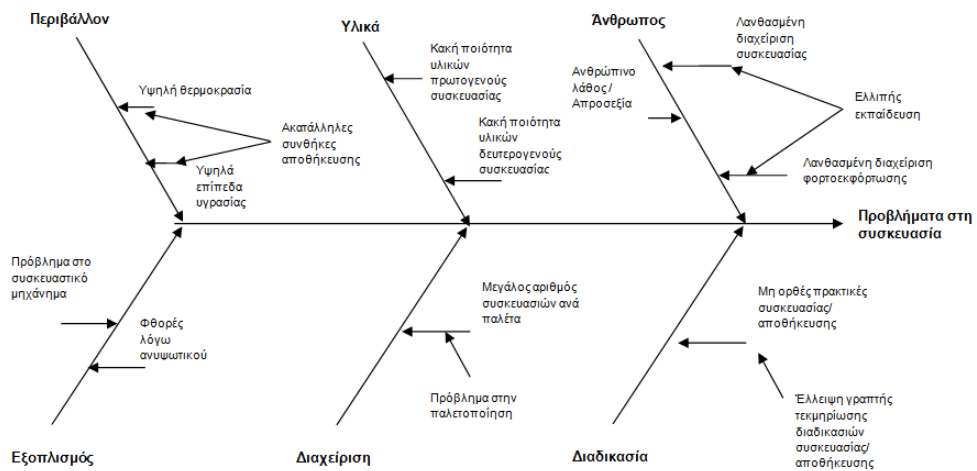 Περιβάλλον
Υλικά
Άνθρωπος
Υψηλή θερμοκρασία
Ακατάλληλες
συνθήκες
αποθήκευσης
Υψηλά
επίπεδα
υγρασίας
Κακή ποιότητα
υλικών
πρωτογενούς
συσκευασίας
Κακή ποιότητα
υλικών
δευτερογενούς
συσκευασίας
Λανθασμένη
διαχείριση
συσκευασίας
Ανθρώπινο
λάθος /
Απροσεξία
Ελλιπής
εκπαίδευση
Λανθασμένη διαχείριση
φορτοεκφόρτωσης
Προβλήματα στη
συσκευασία
Πρόβλημα στο
συσκευαστικό
μηχάνημα
Φθορές
λόγω
ανυψωτικού
Μεγάλος αριθμός
συσκευασιών ανά
παλέτα
Πρόβλημα στην
παλετοποίηση
Μη ορθές πρακτικές
συσκευασίας/
αποθήκευσης
Έλλειψη γραπτής
τεκμηρίωσης
διαδικασιών
συσκευασίας/
αποθήκευσης
Εξοπλισμός
Διαχείριση
Διαδικασία